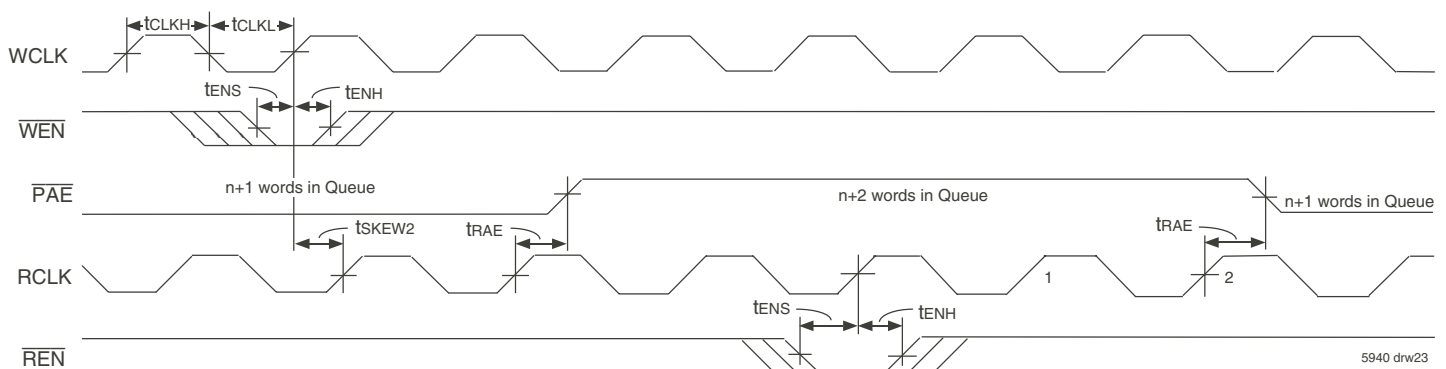 tCLKH tCLKL
WCLK
tENS tENH
WEN
n+1 words in Queue
PAE
n+2 words in Queue
n+1 words in Queue
tSKEW2 tRAE tRAE
RCLK
1 2
tENS tENH
REN
5940 drw23